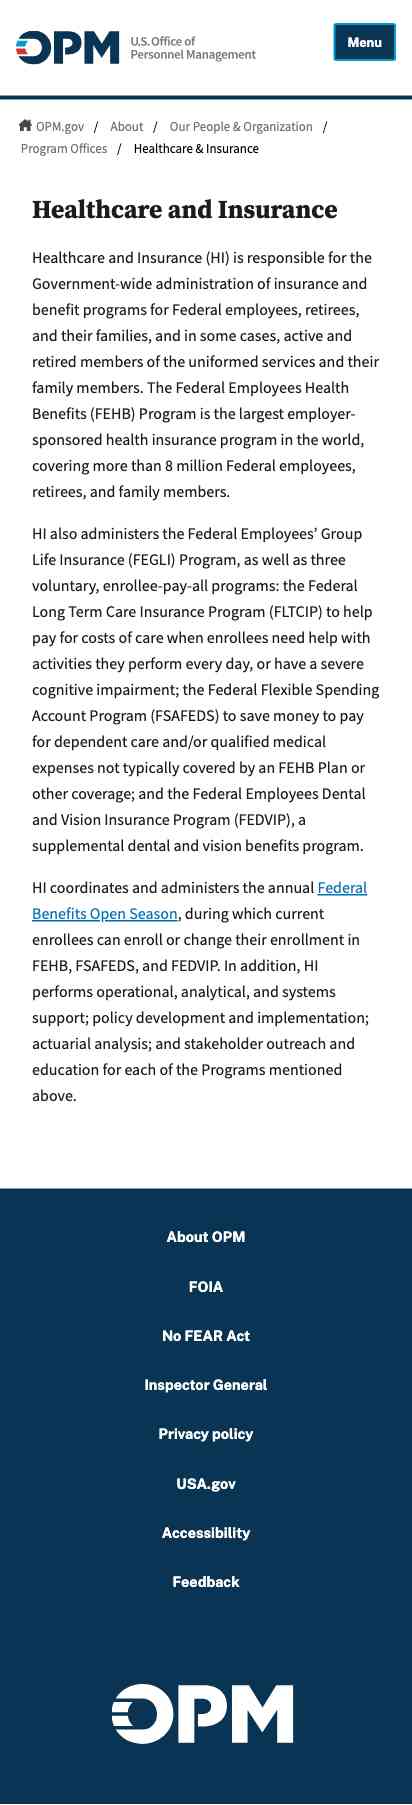 OPM U.S. Office of
Personnel Management
Menu
OPM.gov / About / Our People & Organization /
Program Offices / Healthcare & Insurance
Healthcare and Insurance
Healthcare and Insurance (HI) is responsible for the
Government-wide administration of insurance and
benefit programs for Federal employees, retirees,
and their families, and in some cases, active and
retired members of the uniformed services and their
family members. The Federal Employees Health
Benefits (FEHB) Program is the largest employer-
sponsored health insurance program in the world,
covering more than 8 million Federal employees,
retirees, and family members.
HI also administers the Federal Employees’ Group
Life Insurance (FEGLI) Program, as well as three
voluntary, enrollee-pay-all programs: the Federal
Long Term Care Insurance Program (FLTCIP) to help
pay for costs of care when enrollees need help with
activities they perform every day, or have a severe
cognitive impairment; the Federal Flexible Spending
Account Program (FSAFEDS) to save money to pay
for dependent care and/or qualified medical
expenses not typically covered by an FEHB Plan or
other coverage; and the Federal Employees Dental
and Vision Insurance Program (FEDVIP), a
supplemental dental and vision benefits program.
HI coordinates and administers the annual Federal
Benefits Open Season, during which current
enrollees can enroll or change their enrollment in
FEHB, FSAFEDS, and FEDVIP. In addition, HI
performs operational, analytical, and systems
support; policy development and implementation;
actuarial analysis; and stakeholder outreach and
education for each of the Programs mentioned
above.
About OPM
FOIA
No FEAR Act
Inspector General
Privacy policy
USA.gov
Accessibility
Feedback
OPM